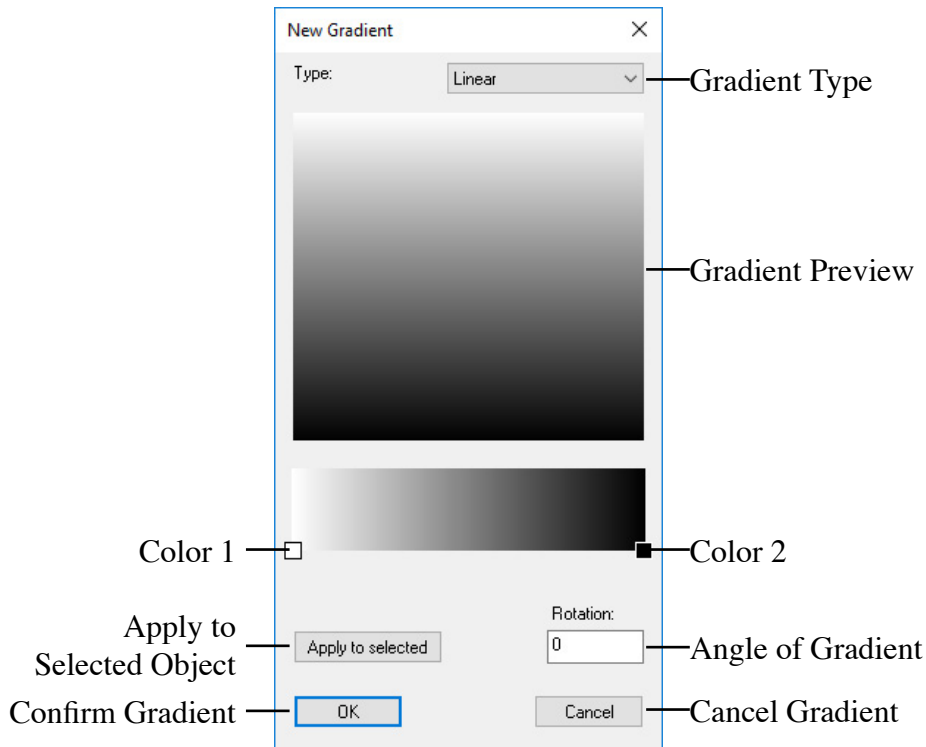 New Gradient
Type:
Linear
Gradient Type
Gradient Preview
Color 1
Color 2
Rotation:
Apply to
Selected Object
Apply to selected
0
Angle of Gradient
Confirm Gradient
OK
Cancel
Cancel Gradient